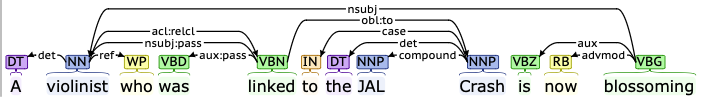 nsubj
obl:to
acl:relcl case
nsubj:pass det aux
det ref aux:pass compound advmod
DT NN WP VBD VBN IN DT NNP NNP VBZ RB VBG
A violinist who was linked to the JAL Crash is now blossoming